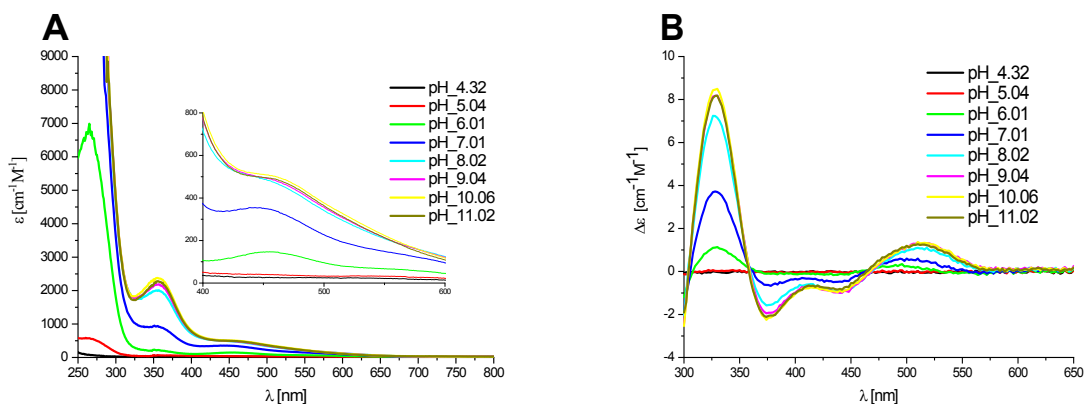 A
ε [cm⁻¹M⁻¹]
9000
8000
7000
6000
5000
4000
3000
2000
1000
0
250 300 350 400 450 500 550 600 650 700 750 800
λ [nm]
800
600
400
200
0
400 500 600
pH_4.32
pH_5.04
pH_6.01
pH_7.01
pH_8.02
pH_9.04
pH_10.06
pH_11.02
B
Δε [cm⁻¹M⁻¹]
10
8
6
4
2
0
-2
-4
300 350 400 450 500 550 600 650
λ [nm]
pH_4.32
pH_5.04
pH_6.01
pH_7.01
pH_8.02
pH_9.04
pH_10.06
pH_11.02